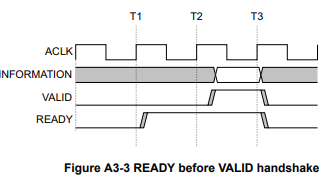 T1 T2 T3
ACLK
INFORMATION
VALID
READY
Figure A3-3 READY before VALID handshake